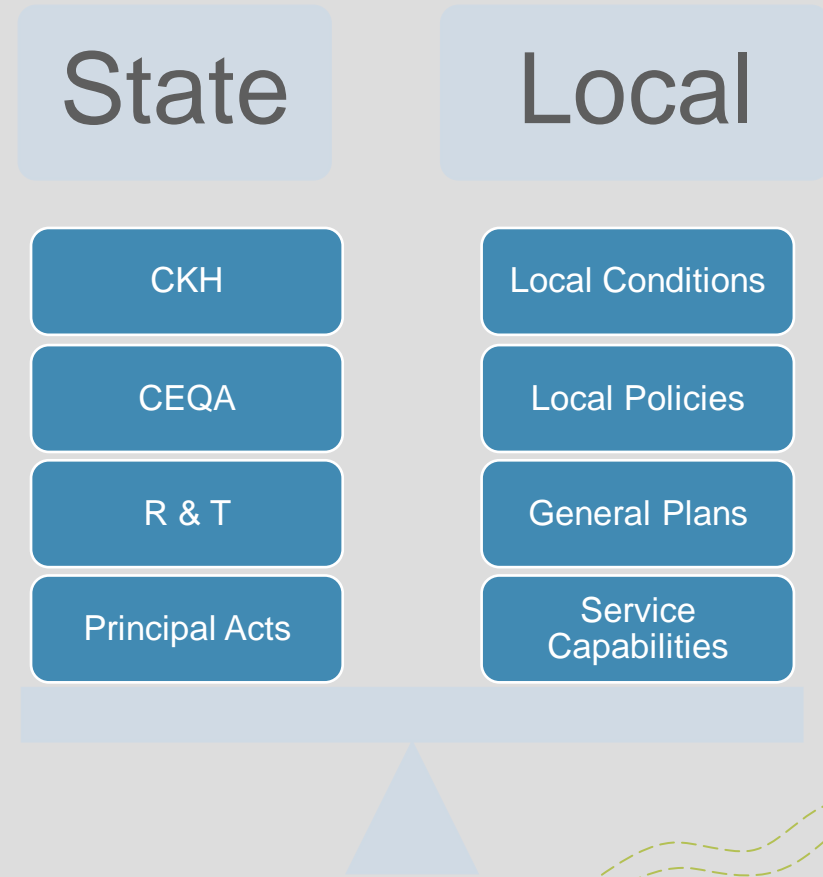 State
CKH
CEQA
R & T
Principal Acts
Local
Local Conditions
Local Policies
General Plans
Service
Capabilities